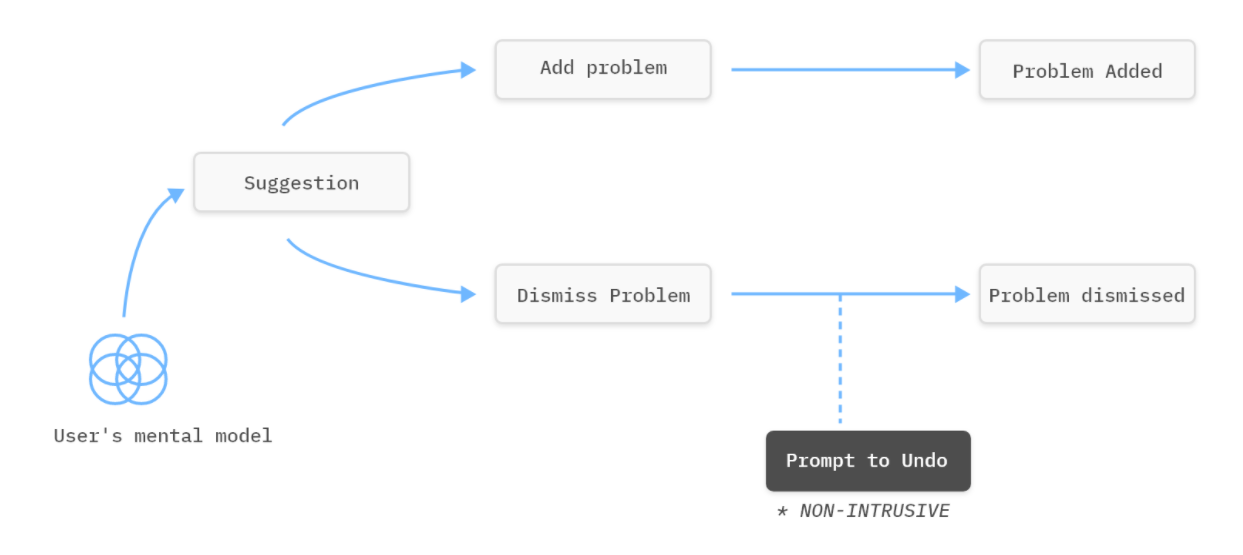 Add problem
Problem Added
Suggestion
Dismiss Problem
Problem dismissed
User's mental model
Prompt to Undo
* NON-INTRUSIVE